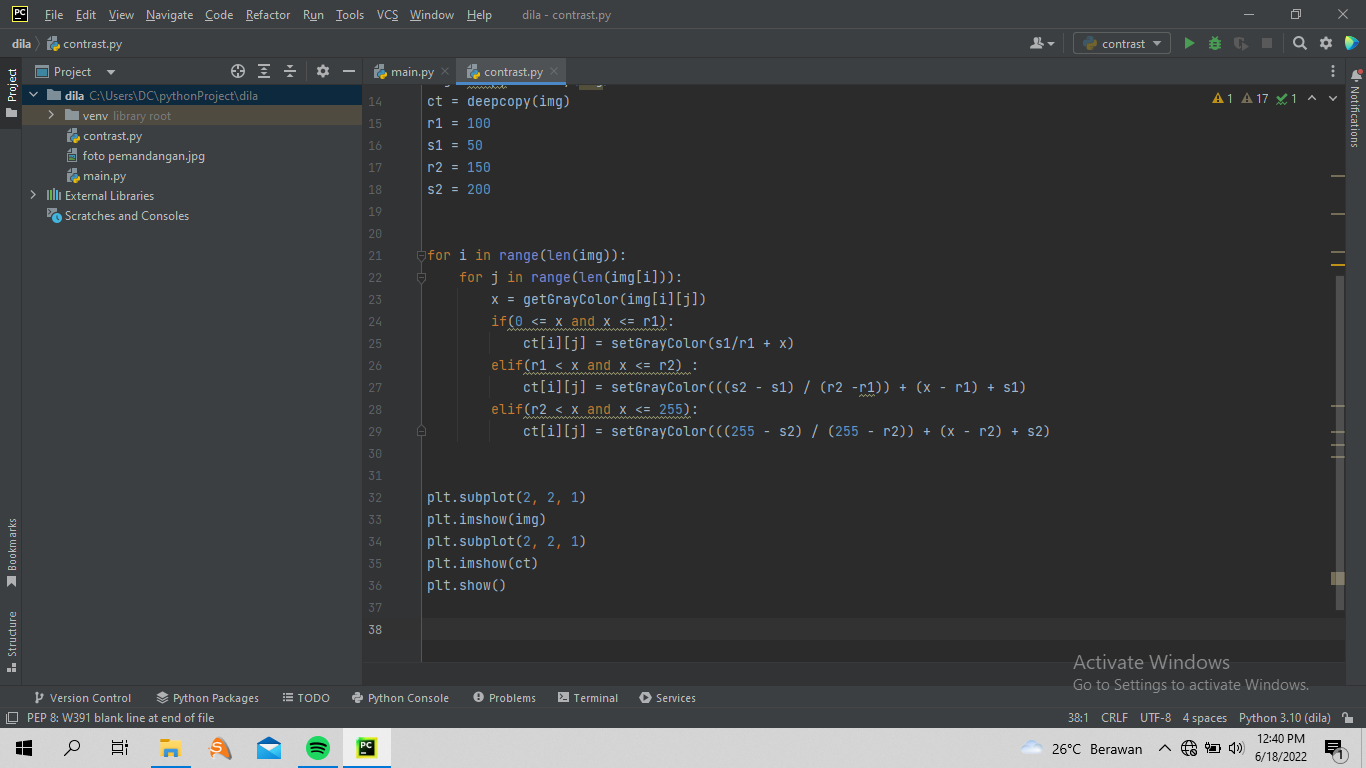 PC File Edit View Navigate Code Refactor Run Tools VCS Window Help dila - contrast.py
dila contrast.py contrast
Project main.py contrast.py
dila C:\Users\DC\pythonProject\dila
venv library root
contrast.py
foto pemandangan.jpg
main.py
External Libraries
Scratches and Consoles
Project
Bookmarks
Structure
1 17 1
14 ct = deepcopy(img)
15 r1 = 100
16 s1 = 50
17 r2 = 150
18 s2 = 200
19
20
21 for i in range(len(img)):
22 for j in range(len(img[i])):
23 x = getGrayColor(img[i][j])
24 if(0 <= x and x <= r1):
25 ct[i][j] = setGrayColor(s1/r1 + x)
26 elif(r1 < x and x <= r2) :
27 ct[i][j] = setGrayColor(((s2 - s1) / (r2 -r1)) + (x - r1) + s1)
28 elif(r2 < x and x <= 255):
29 ct[i][j] = setGrayColor(((255 - s2) / (255 - r2)) + (x - r2) + s2)
30
31
32 plt.subplot(2, 2, 1)
33 plt.imshow(img)
34 plt.subplot(2, 2, 1)
35 plt.imshow(ct)
36 plt.show()
37
38
Notifications
Activate Windows
Go to Settings to activate Windows.
Version Control Python Packages TODO Python Console Problems Terminal Services
PEP 8: W391 blank line at end of file 38:1 CRLF UTF-8 4 spaces Python 3.10 (dila)
S PC 26°C Berawan 12:40 PM
6/18/2022
1